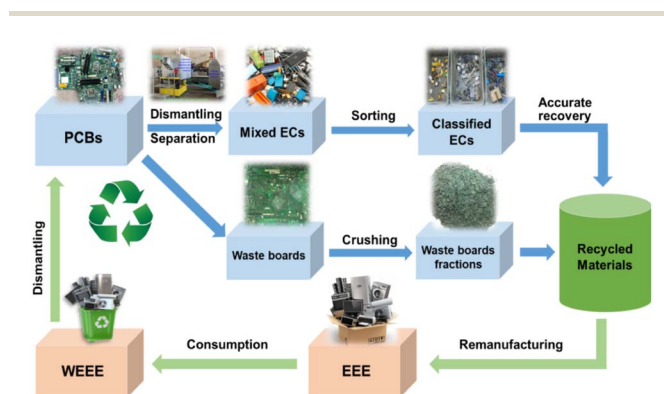 Dismantling
Separation
PCBs
Mixed ECs
Sorting
Classified
ECs
Accurate
recovery
Waste boards
Crushing
Waste boards
fractions
Recycled
Materials
Dismantling
WEEE
Consumption
EEE
Remanufacturing